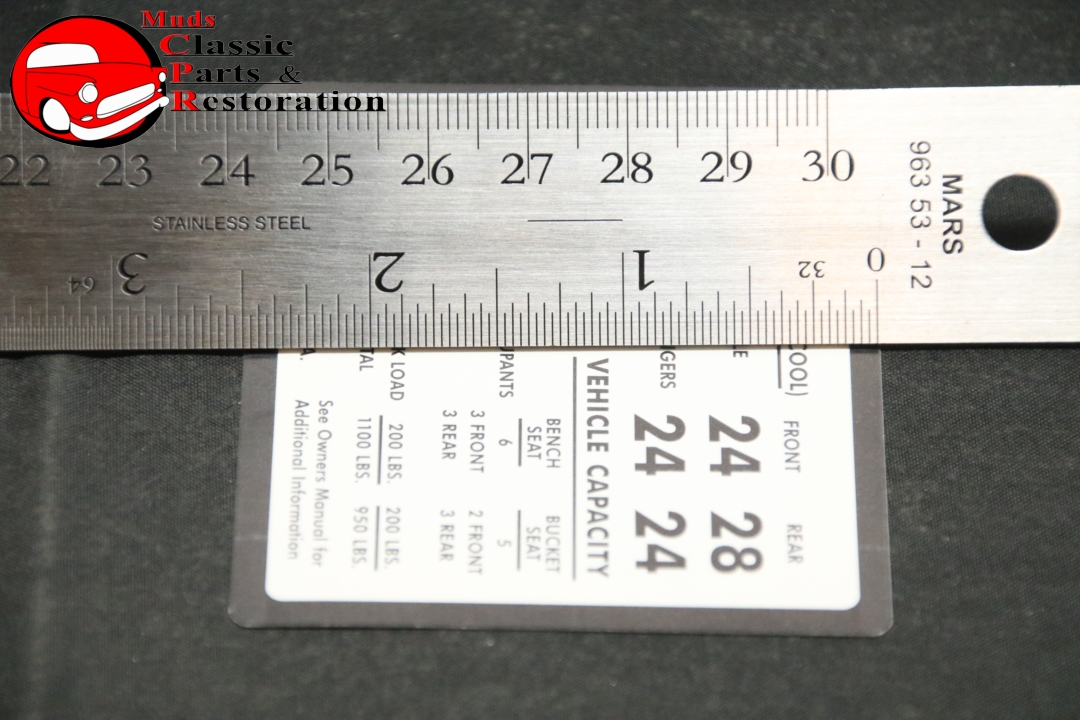 Muds
Classic
Parts &
Restoration
22 23 24 25 26 27 28 29 30
STAINLESS STEEL
MARS
963 53 - 12
64 3 2 1 32 0
COOL) FRONT REAR
E 24 28
GERS 24 24
VEHICLE CAPACITY
BENCH SEAT BUCKET SEAT
UPANTS 6 5
3 FRONT 2 FRONT
3 REAR 3 REAR
K LOAD 200 LBS. 200 LBS.
TAL 1100 LBS. 950 LBS.
See Owners Manual for
Additional Information
A.